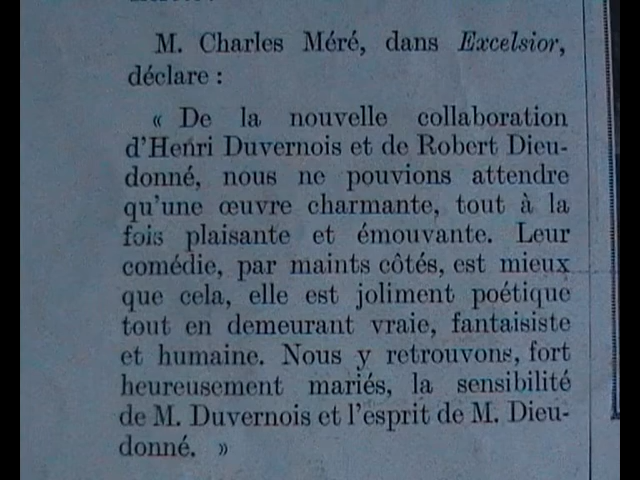 M. Charles Méré, dans Excelsior,
déclare :
« De la nouvelle collaboration
d'Henri Duvernois et de Robert Dieu-
donné, nous ne pouvions attendre
qu'une œuvre charmante, tout à la
fois plaisante et émouvante. Leur
comédie, par maints côtés, est mieux
que cela, elle est joliment poétique
tout en demeurant vraie, fantaisiste
et humaine. Nous y retrouvons, fort
heureusement mariés, la sensibilité
de M. Duvernois et l'esprit de M. Dieu-
donné. »